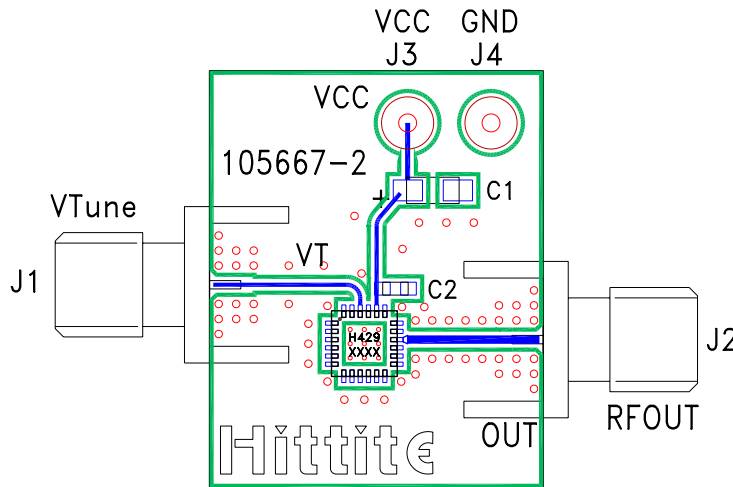 VCC GND
J3 J4
VCC
105667-2
C1
VTune
VT
J1
C2
H429
XXXX
J2
RFOUT
OUT
Hittite